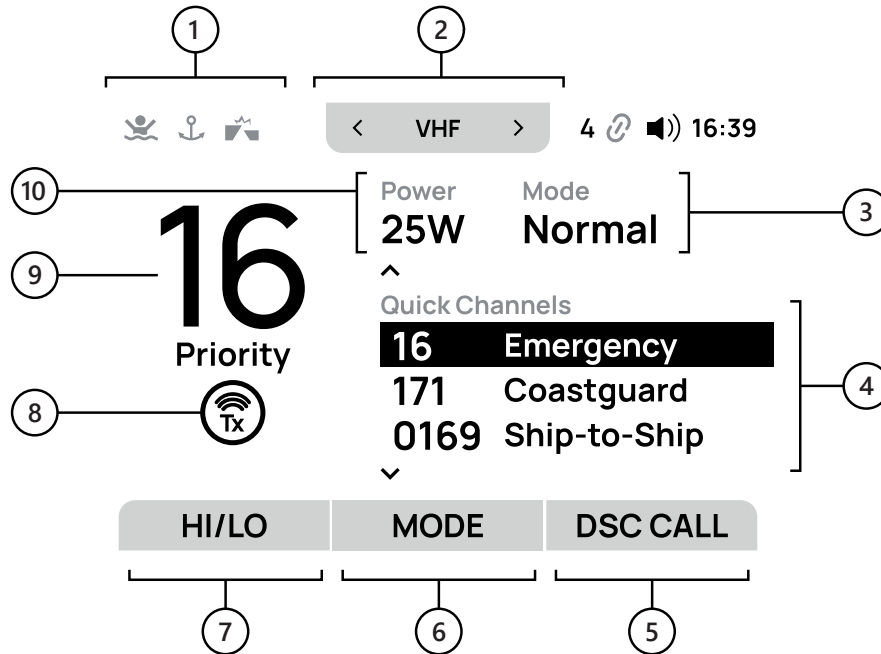 1
2
< VHF >
4 16:39
10
Power Mode
3
25W Normal
16
9
Quick Channels
Priority
16 Emergency
171 Coastguard
4
0169 Ship-to-Ship
8
Tx
HI/LO MODE DSC CALL
7
6
5